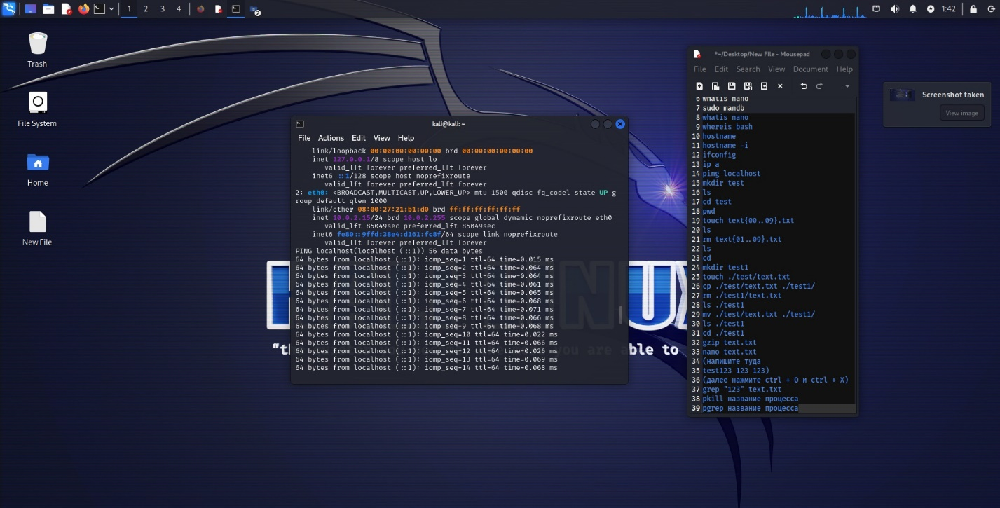 1 2 3 4
2
1:42
Trash
File System
Home
New File
kali@kali: ~
File Actions Edit View Help
link/loopback 00:00:00:00:00:00 brd 00:00:00:00:00:00
inet 127.0.0.1/8 scope host lo
valid_lft forever preferred_lft forever
inet6 ::1/128 scope host noprefixroute
valid_lft forever preferred_lft forever
2: eth0: <BROADCAST,MULTICAST,UP,LOWER_UP> mtu 1500 qdisc fq_codel state UP g
roup default qlen 1000
link/ether 08:00:27:21:b1:d0 brd ff:ff:ff:ff:ff:ff
inet 10.0.2.15/24 brd 10.0.2.255 scope global dynamic noprefixroute eth0
valid_lft 85049sec preferred_lft 85049sec
inet6 fe80::9ffd:38e4:d161:fc8f/64 scope link noprefixroute
valid_lft forever preferred_lft forever
PING localhost(localhost (::1)) 56 data bytes
64 bytes from localhost (::1): icmp_seq=1 ttl=64 time=0.015 ms
64 bytes from localhost (::1): icmp_seq=2 ttl=64 time=0.064 ms
64 bytes from localhost (::1): icmp_seq=3 ttl=64 time=0.064 ms
64 bytes from localhost (::1): icmp_seq=4 ttl=64 time=0.061 ms
64 bytes from localhost (::1): icmp_seq=5 ttl=64 time=0.065 ms
64 bytes from localhost (::1): icmp_seq=6 ttl=64 time=0.068 ms
64 bytes from localhost (::1): icmp_seq=7 ttl=64 time=0.071 ms
64 bytes from localhost (::1): icmp_seq=8 ttl=64 time=0.066 ms
64 bytes from localhost (::1): icmp_seq=9 ttl=64 time=0.068 ms
64 bytes from localhost (::1): icmp_seq=10 ttl=64 time=0.022 ms
64 bytes from localhost (::1): icmp_seq=11 ttl=64 time=0.066 ms
64 bytes from localhost (::1): icmp_seq=12 ttl=64 time=0.026 ms
64 bytes from localhost (::1): icmp_seq=13 ttl=64 time=0.069 ms
64 bytes from localhost (::1): icmp_seq=14 ttl=64 time=0.068 ms
you are able to
*~/Desktop/New File - Mousepad
File Edit Search View Document Help
6 whatis nano
7 sudo mandb
8 whatis nano
9 whereis bash
10 hostname
11 hostname -i
12 ifconfig
13 ip a
14 ping localhost
15 mkdir test
16 ls
17 cd test
18 pwd
19 touch text{00..09}.txt
20 ls
21 rm text{01..09}.txt
22 ls
23 cd
24 mkdir test1
25 touch ./test/text.txt
26 cp ./test/text.txt ./test1/
27 rm ./test1/text.txt
28 ls ./test1
29 mv ./test/text.txt ./test1/
30 ls ./test1
31 cd ./test1
32 gzip text.txt
33 nano text.txt
34 (напишите туда
35 test123 123 123)
36 (далее нажмите ctrl + O и ctrl + X)
37 grep "123" text.txt
38 pkill название процесса
39 pgrep название процесса
Screenshot taken
View image